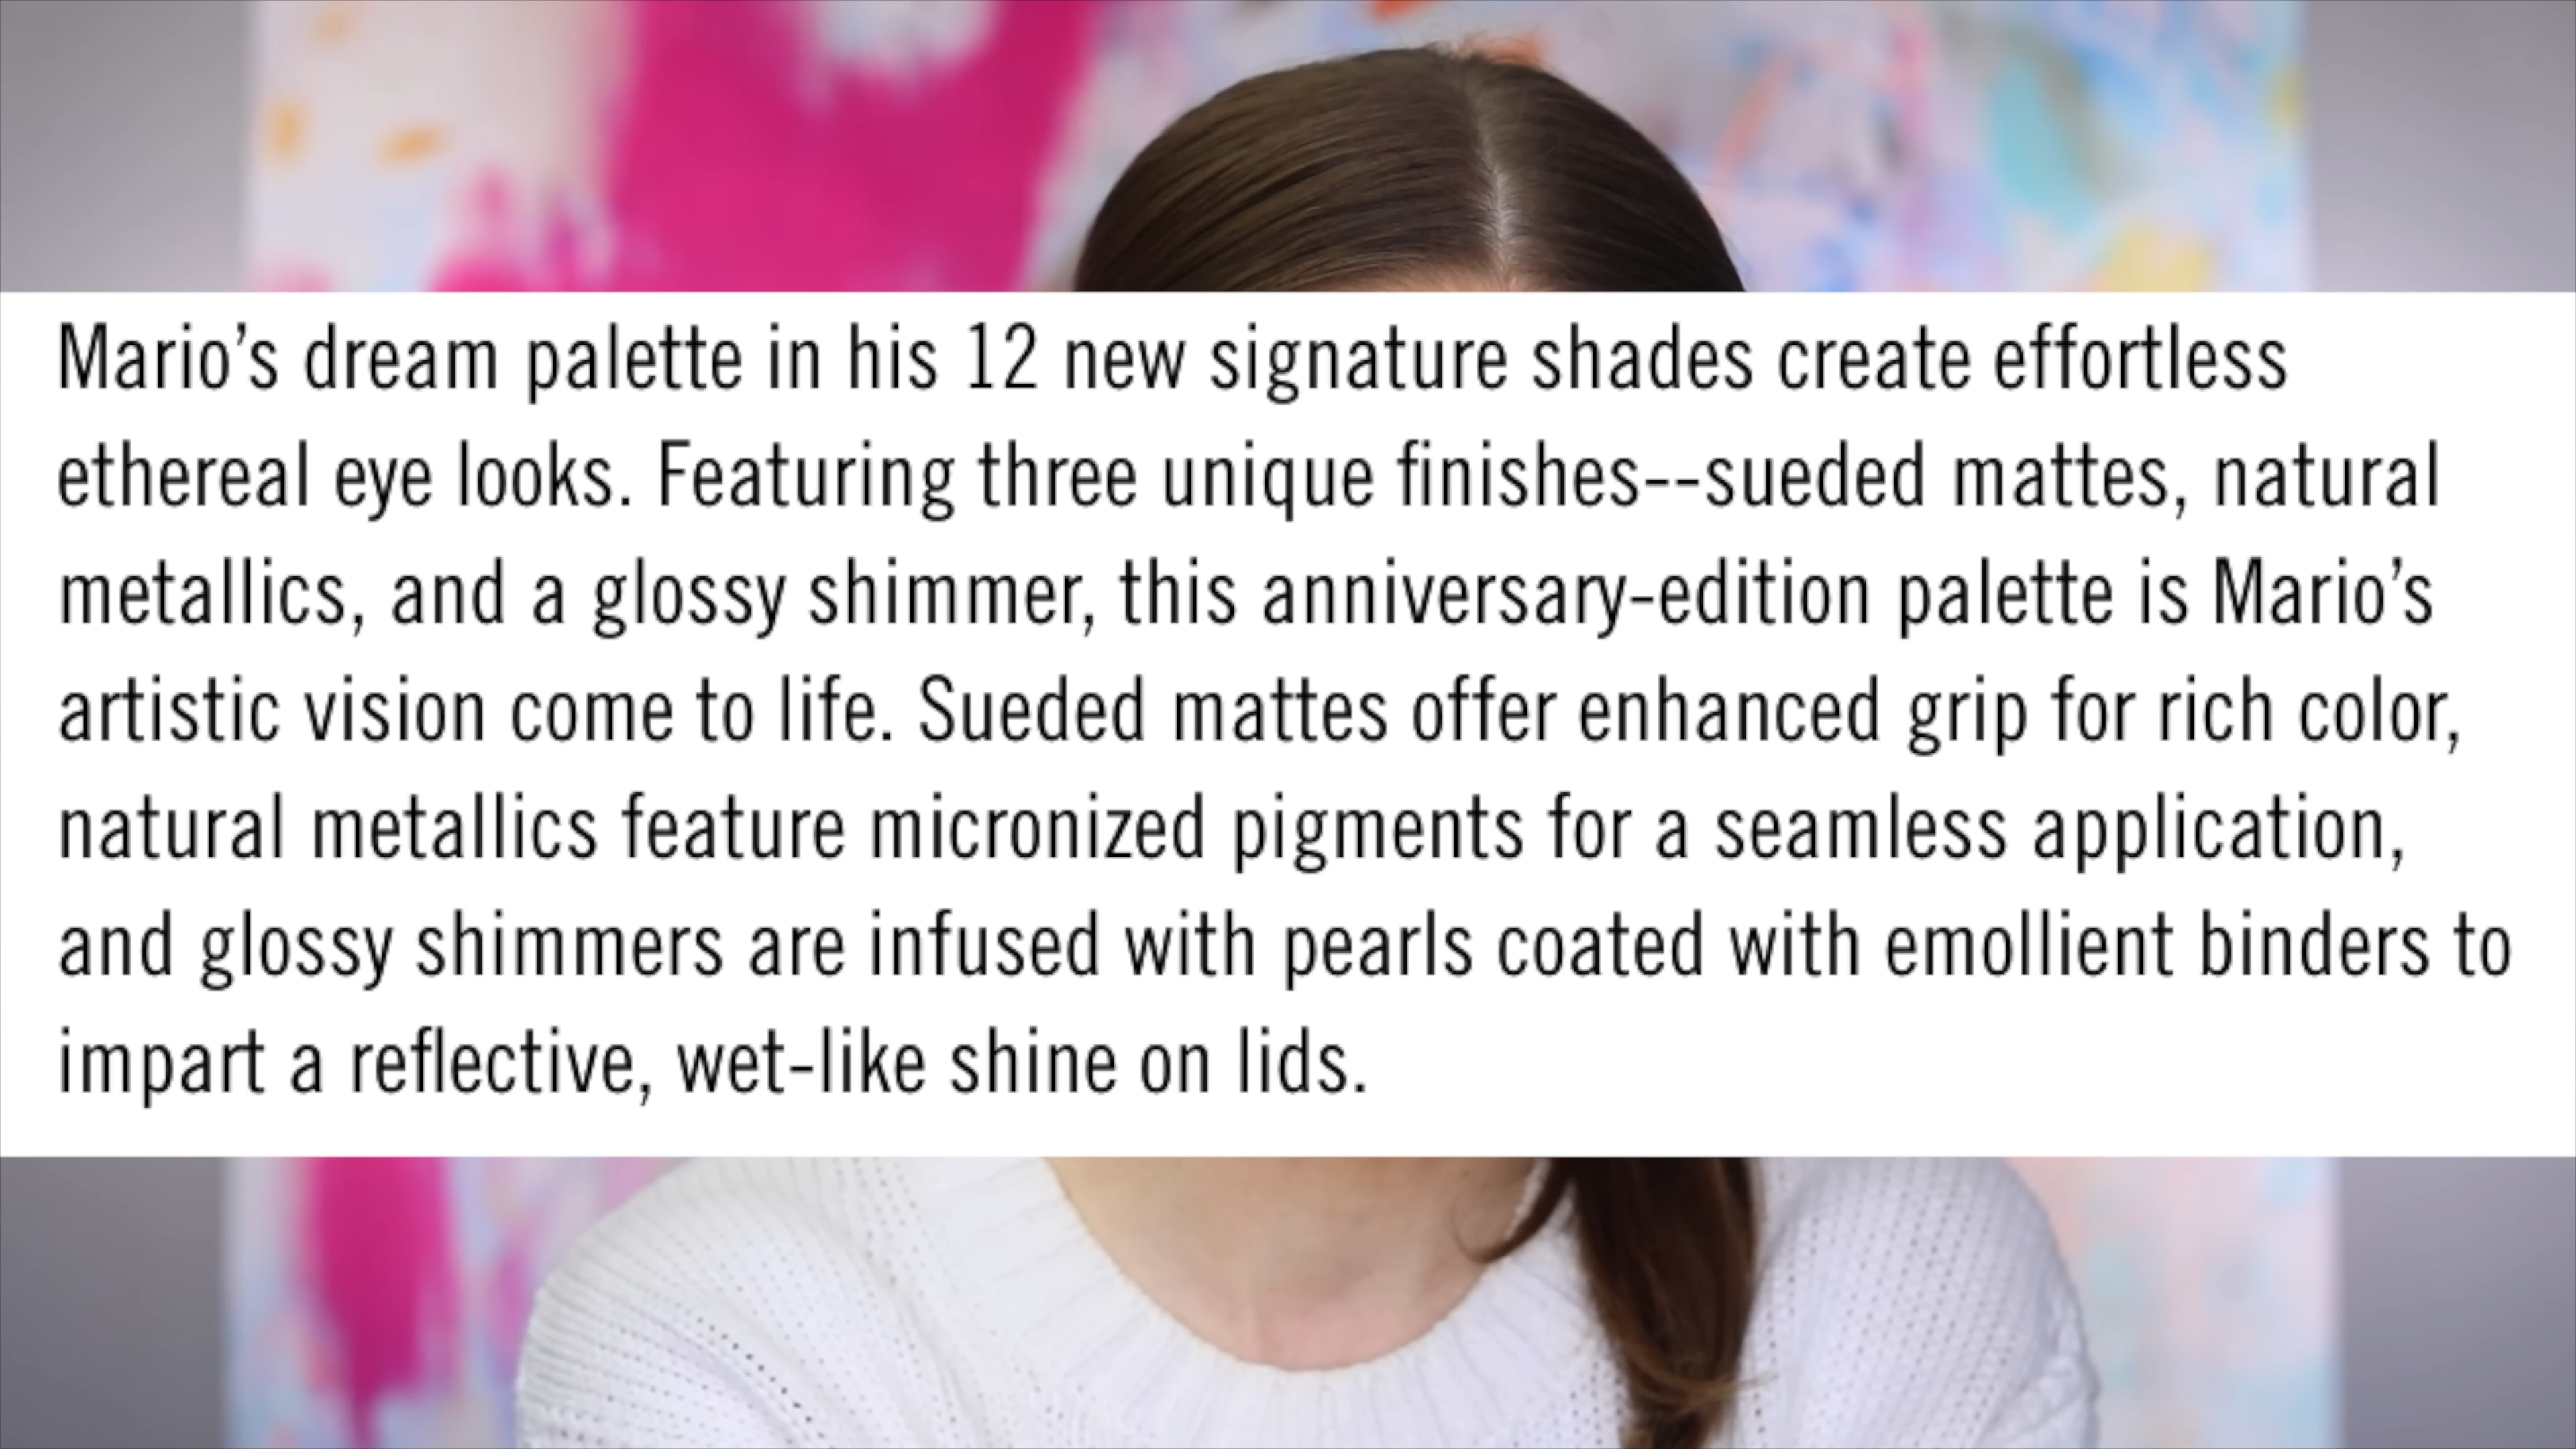 Mario’s dream palette in his 12 new signature shades create effortless
ethereal eye looks. Featuring three unique finishes--sueded mattes, natural
metallics, and a glossy shimmer, this anniversary-edition palette is Mario’s
artistic vision come to life. Sueded mattes offer enhanced grip for rich color,
natural metallics feature micronized pigments for a seamless application,
and glossy shimmers are infused with pearls coated with emollient binders to
impart a reflective, wet-like shine on lids.